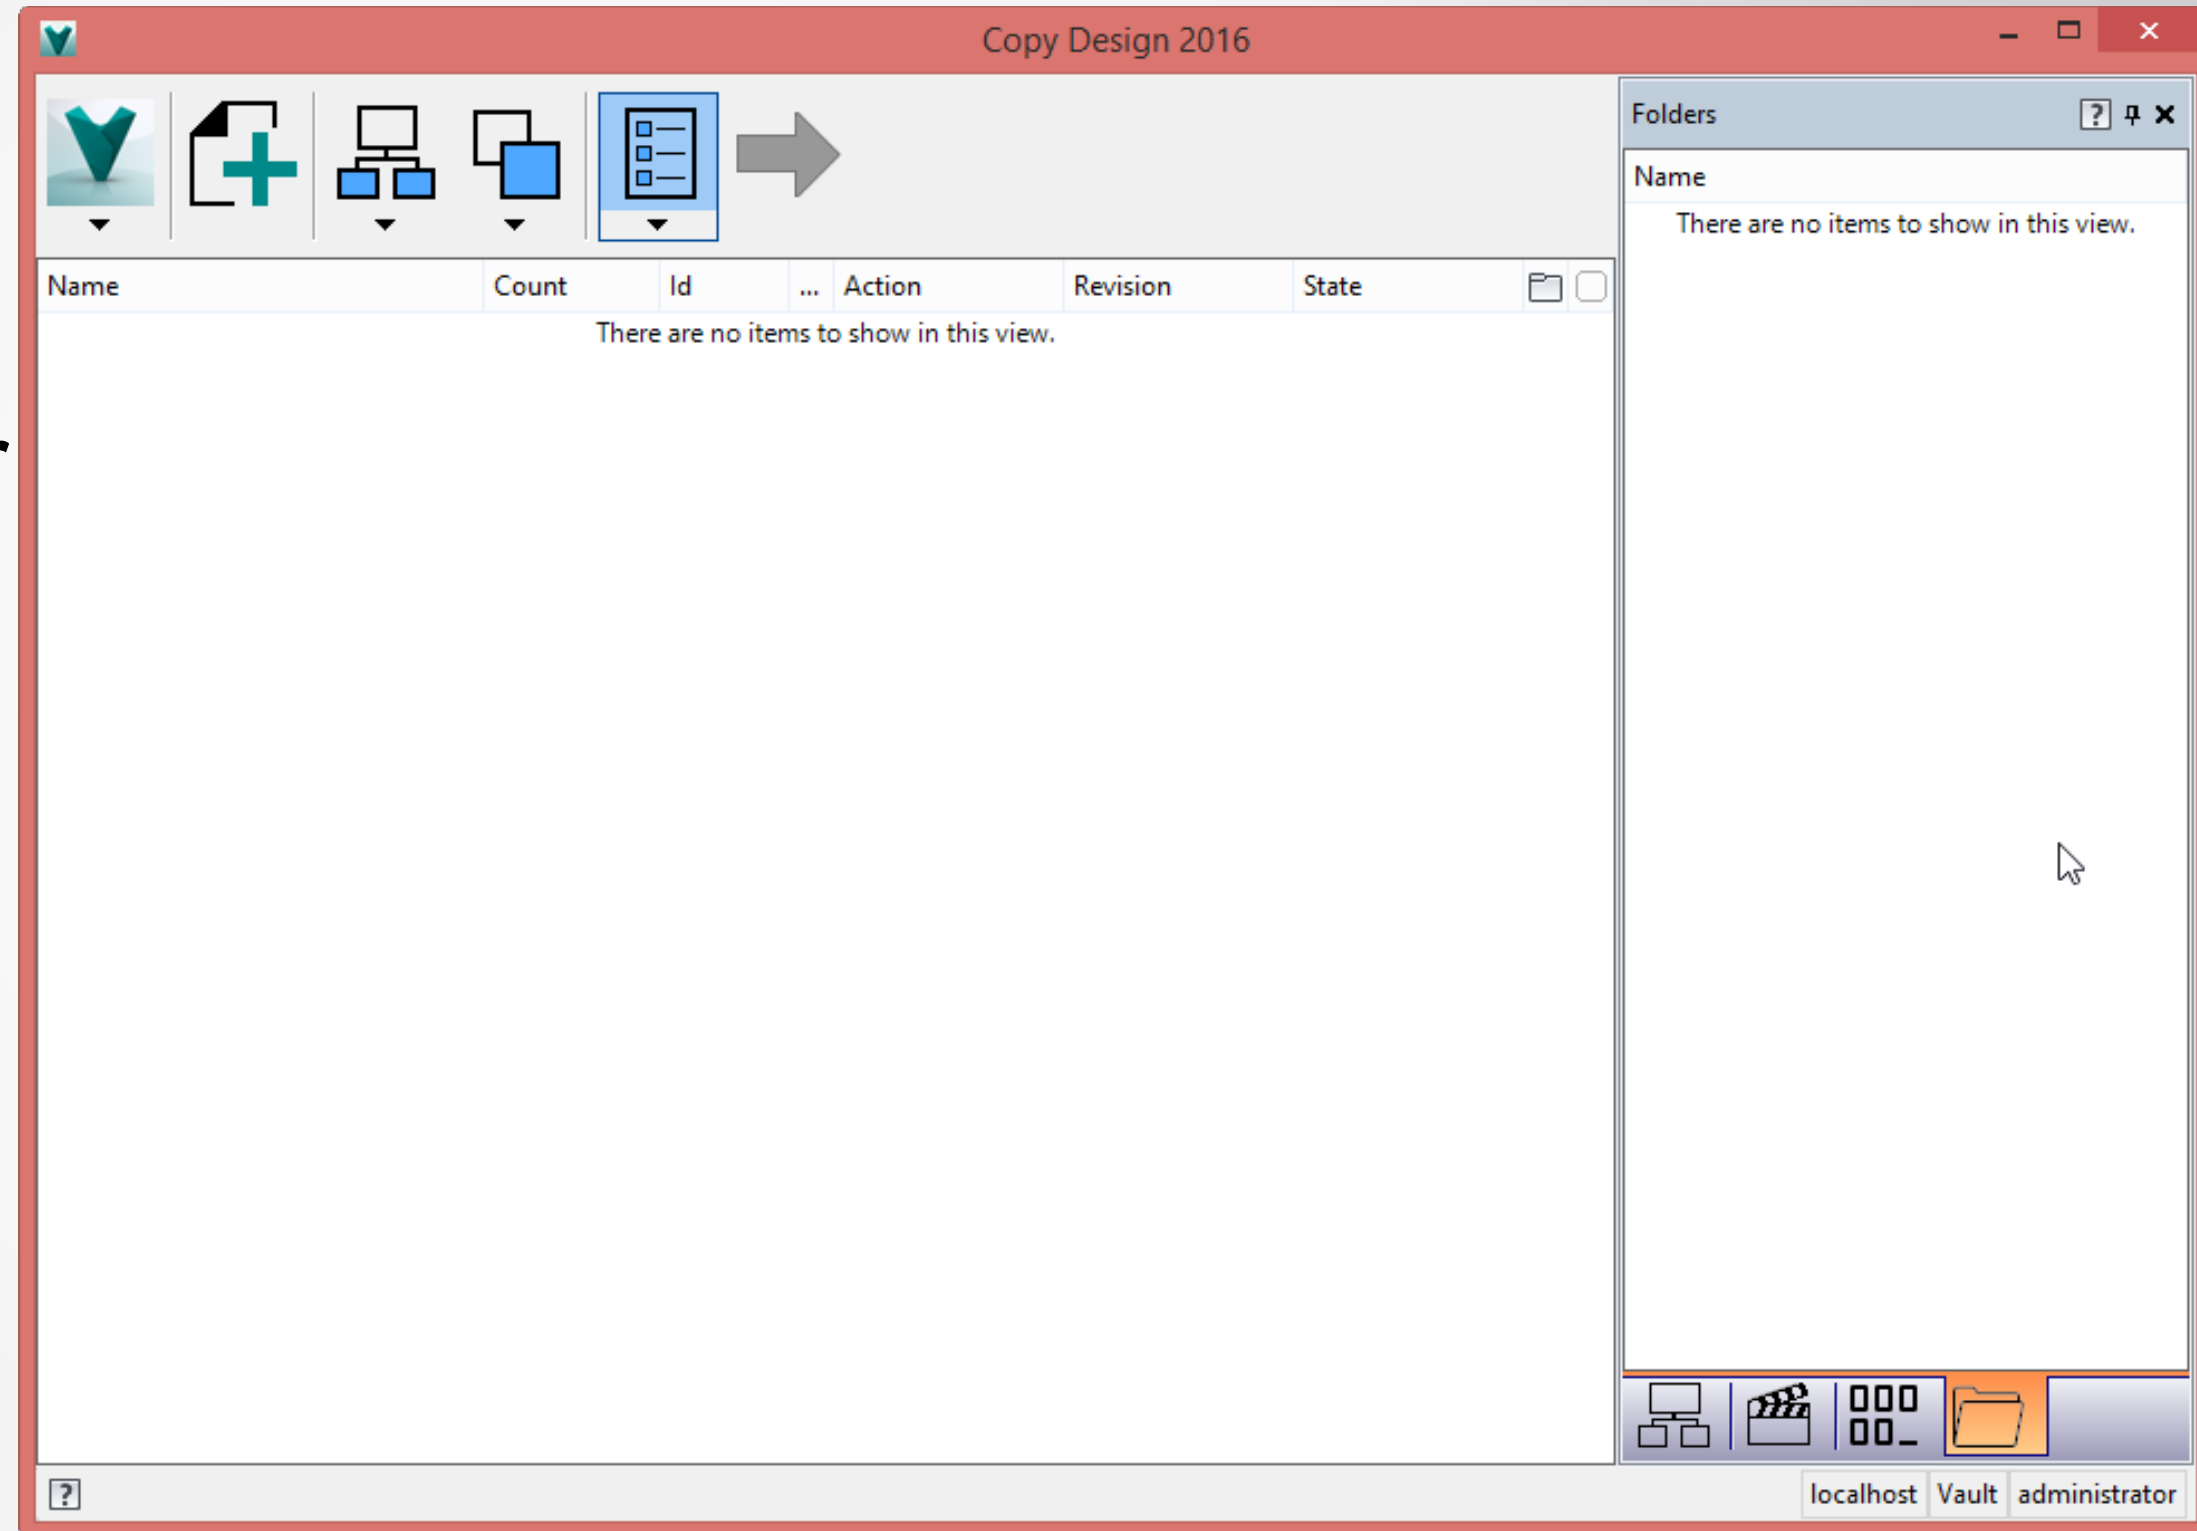 Copy Design 2016
Folders
Name
There are no items to show in this view.
Name Count Id ... Action Revision State
There are no items to show in this view.
localhost Vault administrator